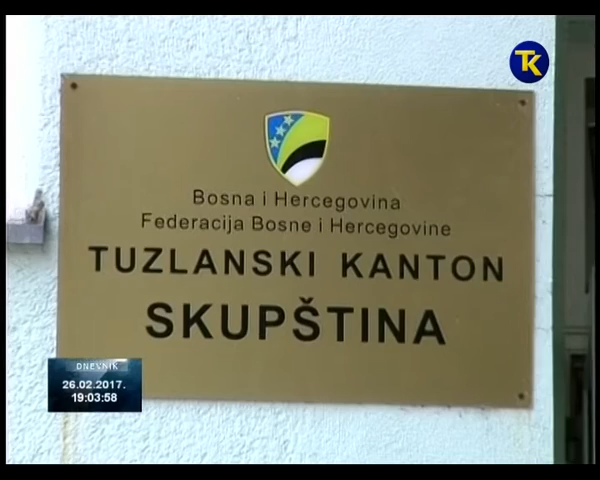 TK
Bosna i Hercegovina
Federacija Bosne i Hercegovine
TUZLANSKI KANTON
SKUPŠTINA
DNEVNIK
26.02.2017.
19:03:58